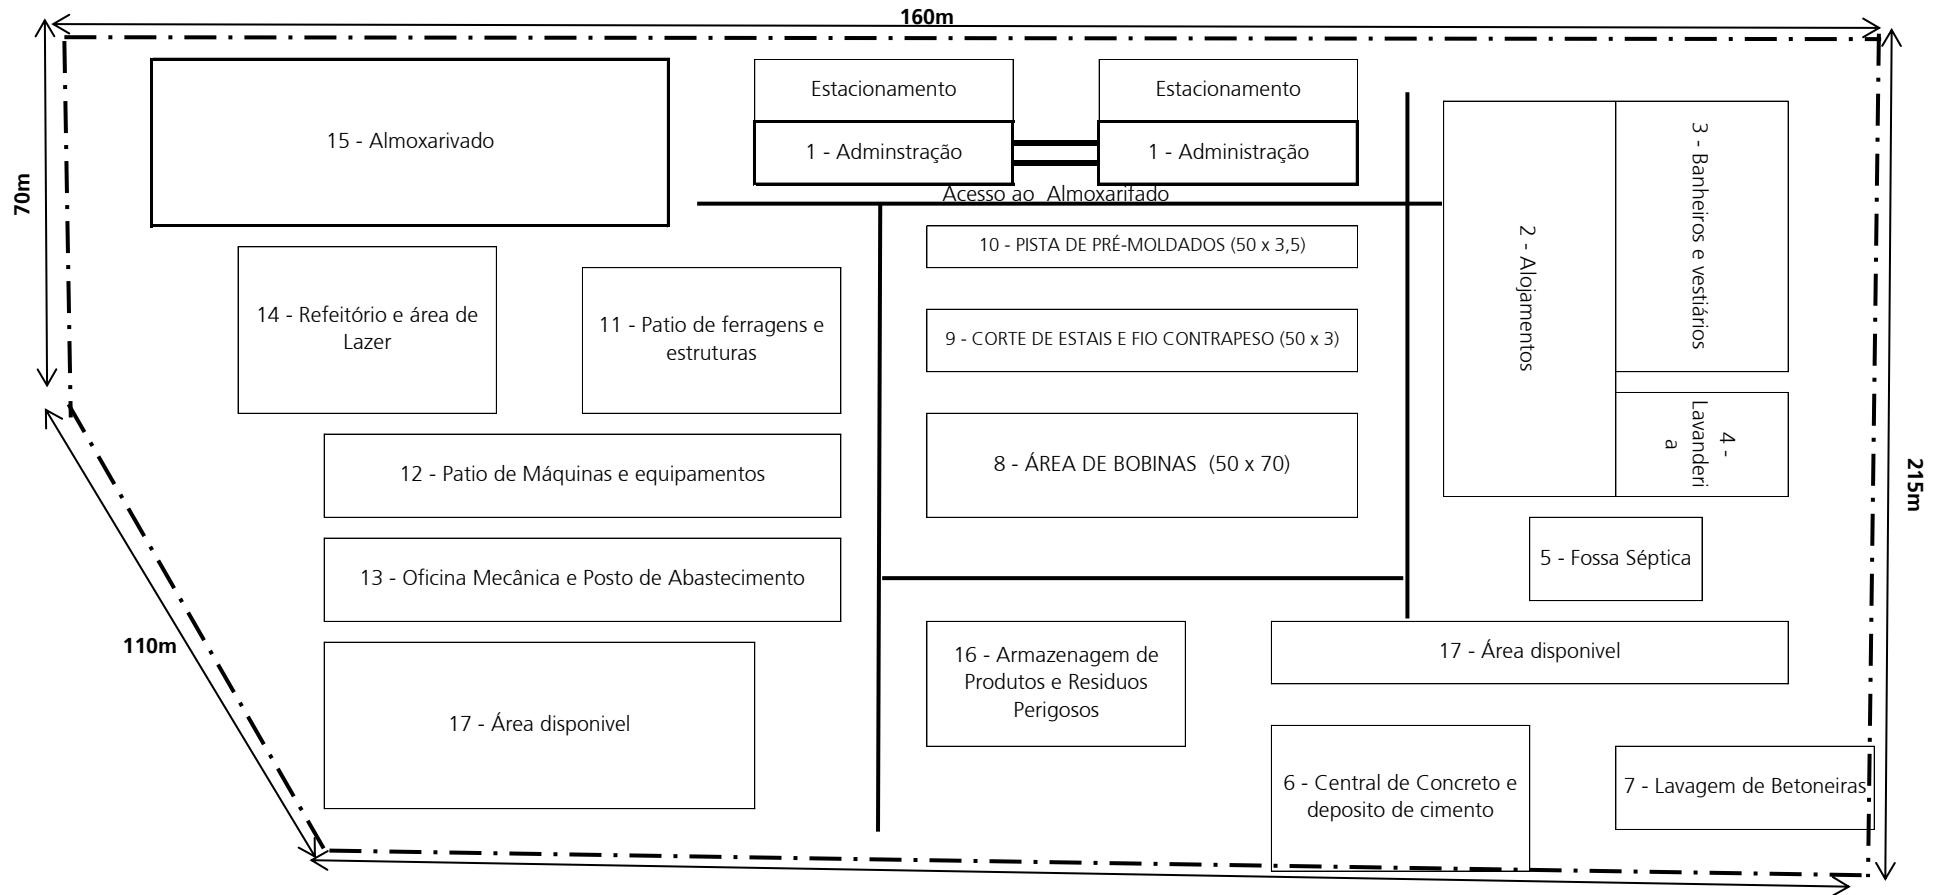 160m
70m
Estacionamento
Estacionamento
15 - Almoxarivado
1 - Adminstração
1 - Administração
Acesso ao  Almoxarifado
3 - Banheiros e vestiários
2 - Alojamentos
10 - PISTA DE PRÉ-MOLDADOS (50 x 3,5)
14 - Refeitório e área de
Lazer
11 - Patio de ferragens e
estruturas
9 - CORTE DE ESTAIS E FIO CONTRAPESO (50 x 3)
4 -
Lavanderi
a
12 - Patio de Máquinas e equipamentos
8 - ÁREA DE BOBINAS  (50 x 70)
215m
13 - Oficina Mecânica e Posto de Abastecimento
5 - Fossa Séptica
110m
16 - Armazenagem de
Produtos e Residuos
Perigosos
17 - Área disponivel
17 - Área disponivel
6 - Central de Concreto e
deposito de cimento
7 - Lavagem de Betoneiras